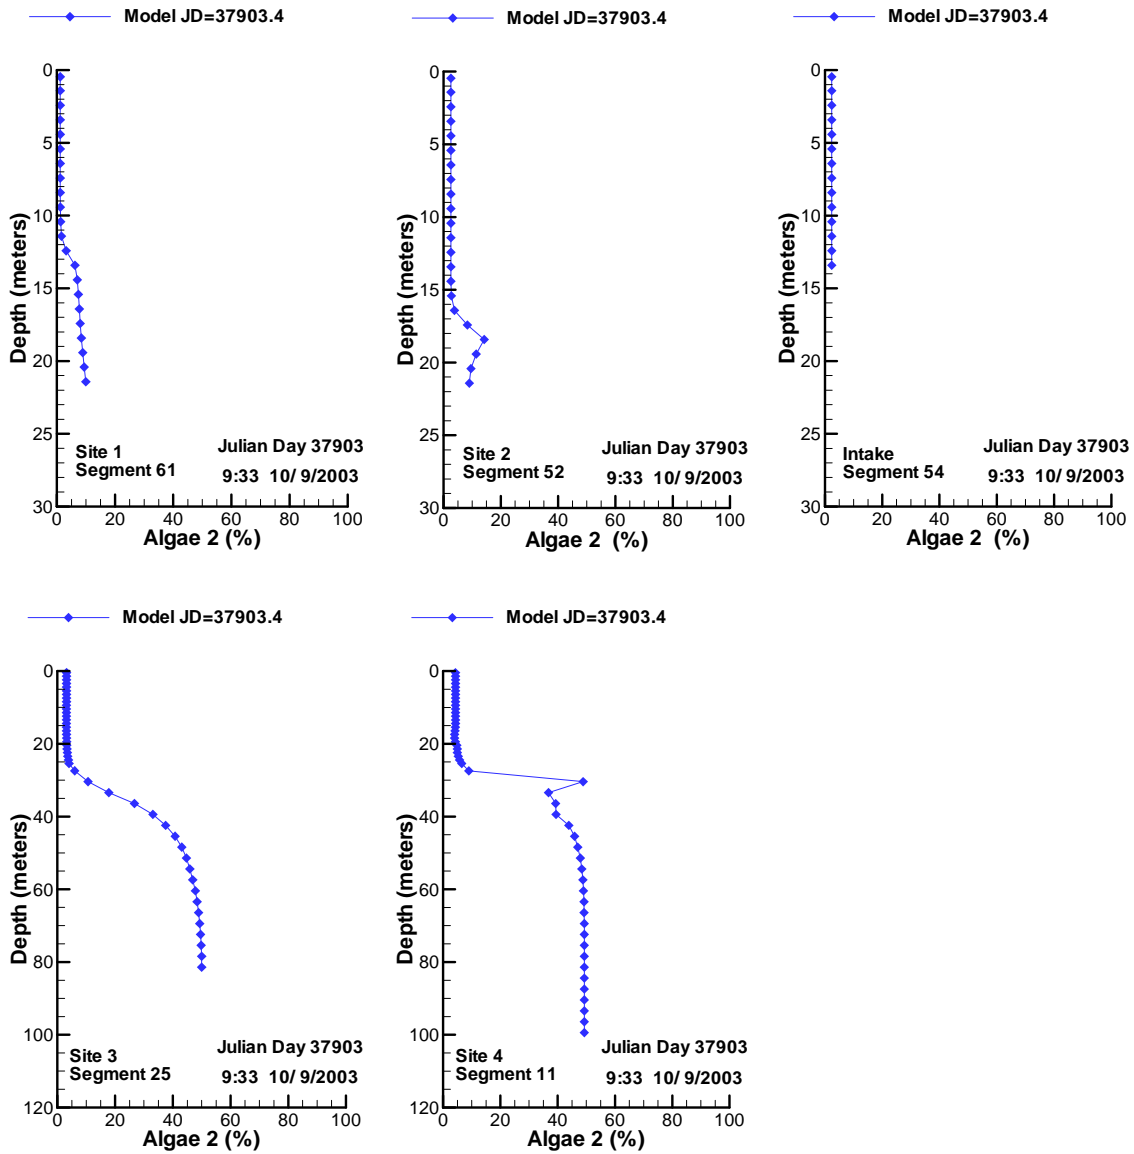 Model JD=37903.4
Model JD=37903.4
Model JD=37903.4
0
5
10
15
20
25
30
Depth (meters)
Site 1
Segment 61
Julian Day 37903
9:33 10/ 9/2003
0 20 40 60 80 100
Algae 2 (%)
0
5
10
15
20
25
30
Depth (meters)
Site 2
Segment 52
Julian Day 37903
9:33 10/ 9/2003
0 20 40 60 80 100
Algae 2 (%)
0
5
10
15
20
25
30
Depth (meters)
Intake
Segment 54
Julian Day 37903
9:33 10/ 9/2003
0 20 40 60 80 100
Algae 2 (%)
Model JD=37903.4
Model JD=37903.4
0
20
40
60
80
100
120
Depth (meters)
Site 3
Segment 25
Julian Day 37903
9:33 10/ 9/2003
0 20 40 60 80 100
Algae 2 (%)
0
20
40
60
80
100
120
Depth (meters)
Site 4
Segment 11
Julian Day 37903
9:33 10/ 9/2003
0 20 40 60 80 100
Algae 2 (%)